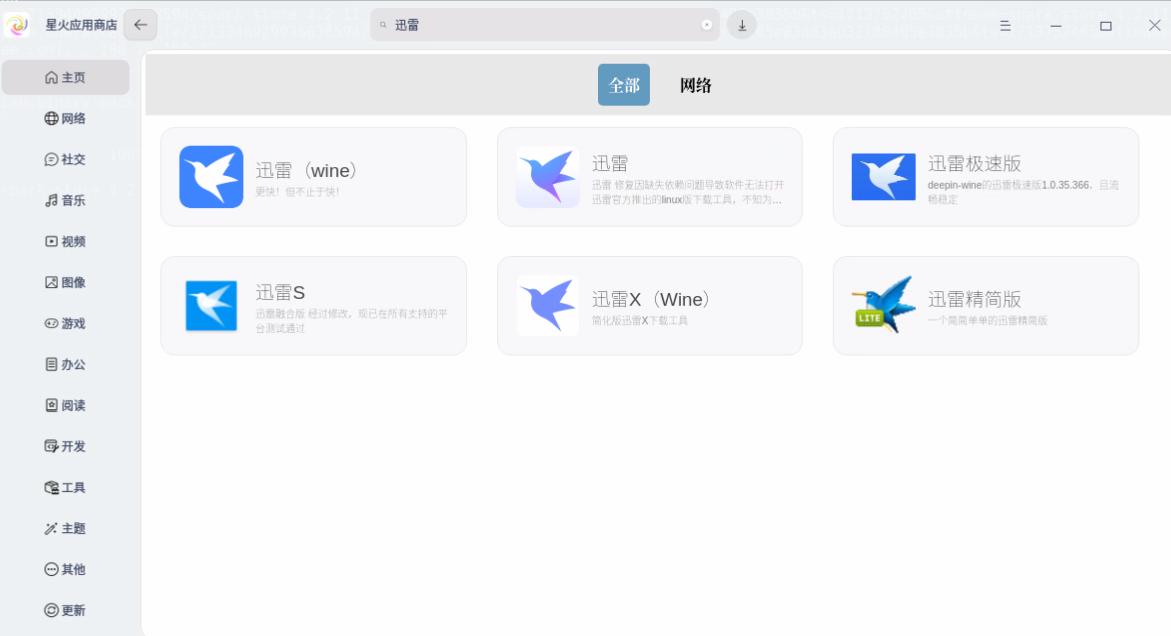 星火应用商店
迅雷
主页
网络
社交
音乐
视频
图像
游戏
办公
阅读
开发
工具
主题
其他
更新
全部 网络
迅雷（wine）
更快！但不止于快！
迅雷
迅雷 修复因缺失依赖问题导致软件无法打开
迅雷官方推出的linux版下载工具，不知为...
迅雷极速版
deepin-wine的迅雷极速版1.0.35.366，且流
畅稳定
迅雷S
迅雷融合版 经过修改，现已在所有支持的平
台测试通过
迅雷X（Wine）
简化版迅雷X下载工具
LITE
迅雷精简版
一个简简单单的迅雷精简版